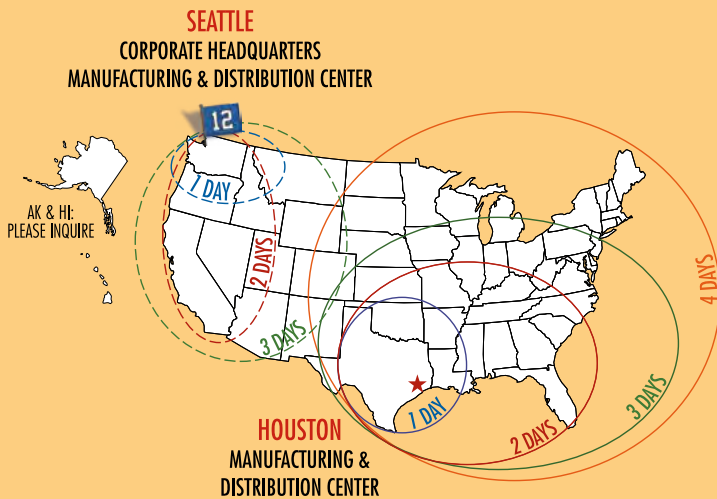 SEATTLE
CORPORATE HEADQUARTERS
MANUFACTURING & DISTRIBUTION CENTER
12
1 DAY
AK & HI:
PLEASE INQUIRE
2 DAYS
3 DAYS
4 DAYS
3 DAYS
2 DAYS
1 DAY
HOUSTON
MANUFACTURING &
DISTRIBUTION CENTER